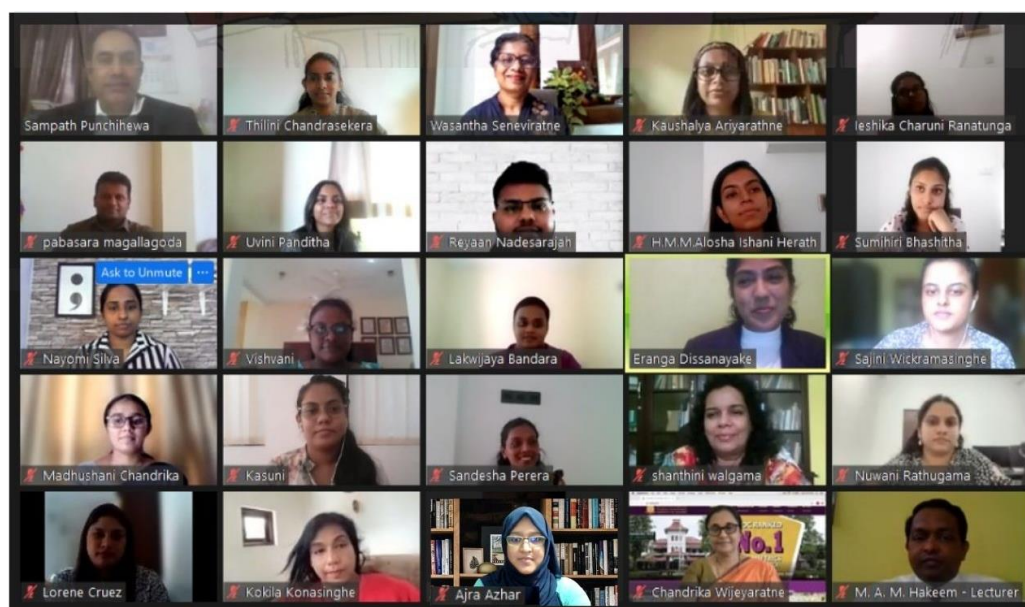 Sampath Punchihewa
Thilini Chandrasekera
Wasantha Seneviratne
Kaushalya Ariyarathne
Ieshika Charuni Ranatunga
pabasara magallagoda
Uvini Panditha
Reyaan Nadesarajah
H.M.M.Alosha Ishani Herath
Sumihiri Bhashitha
Ask to Unmute ...
;
Nayomi Silva
Vishvani
Lakwijaya Bandara
Eranga Dissanayake
Sajini Wickramasinghe
Madhushani Chandrika
Kasuni
Sandesha Perera
shanthini walgama
Nuwani Rathugama
Lorene Cruez
Kokila Konasinghe
Ajra Azhar
No.1
Chandrika Wijeyaratne
M. A. M. Hakeem - Lecturer